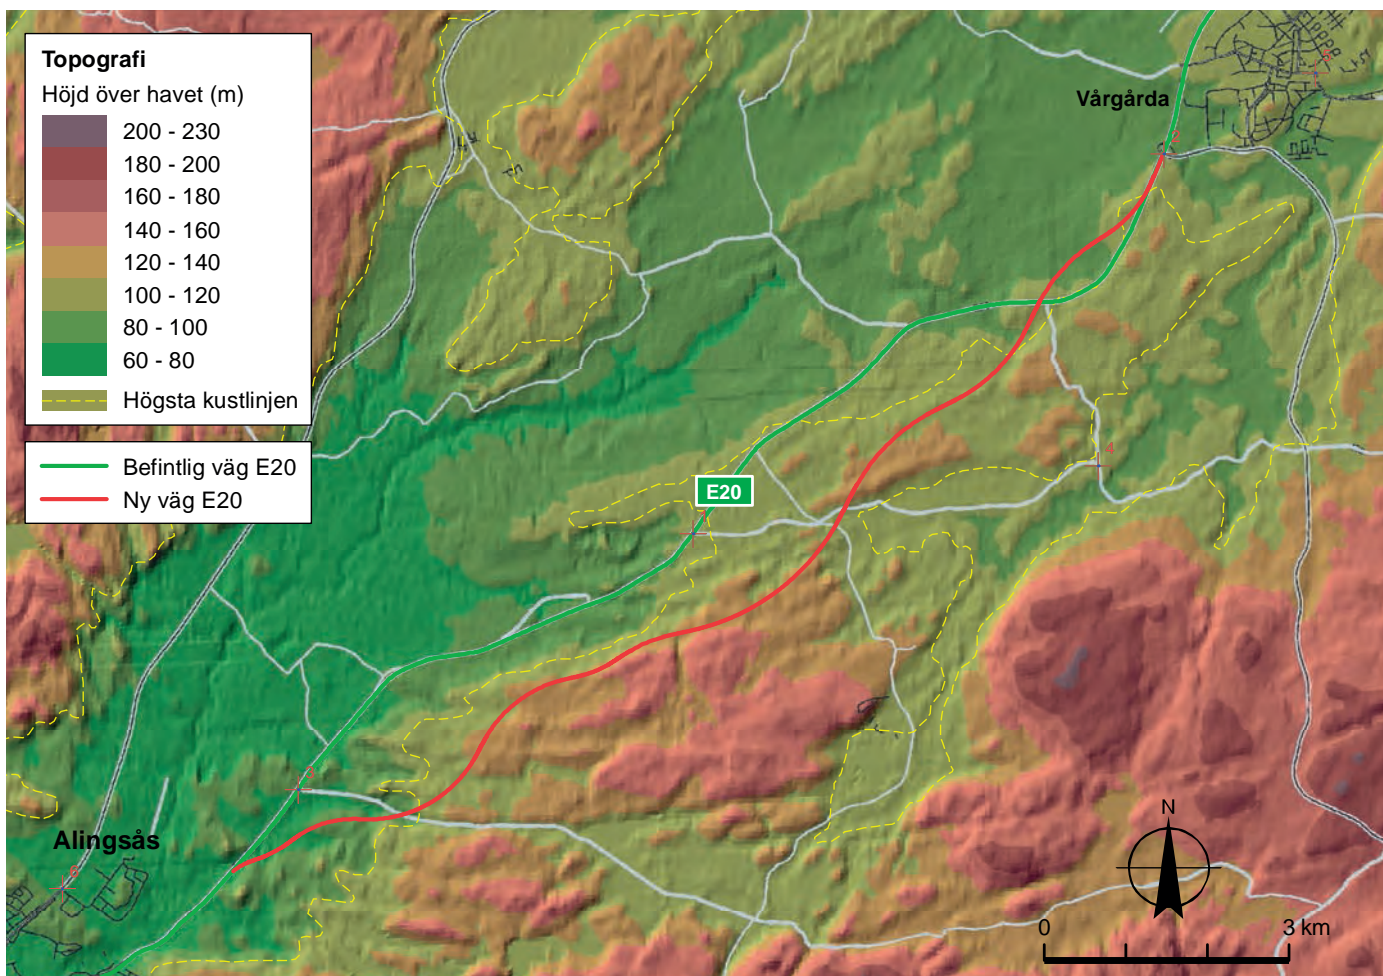 Topografi
Höjd över havet (m)
200 - 230
180 - 200
160 - 180
140 - 160
120 - 140
100 - 120
80 - 100
60 - 80
Högsta kustlinjen
Befintlig väg E20
Ny väg E20
Vårgårda
E20
4
Alingsås
N
0
3 km